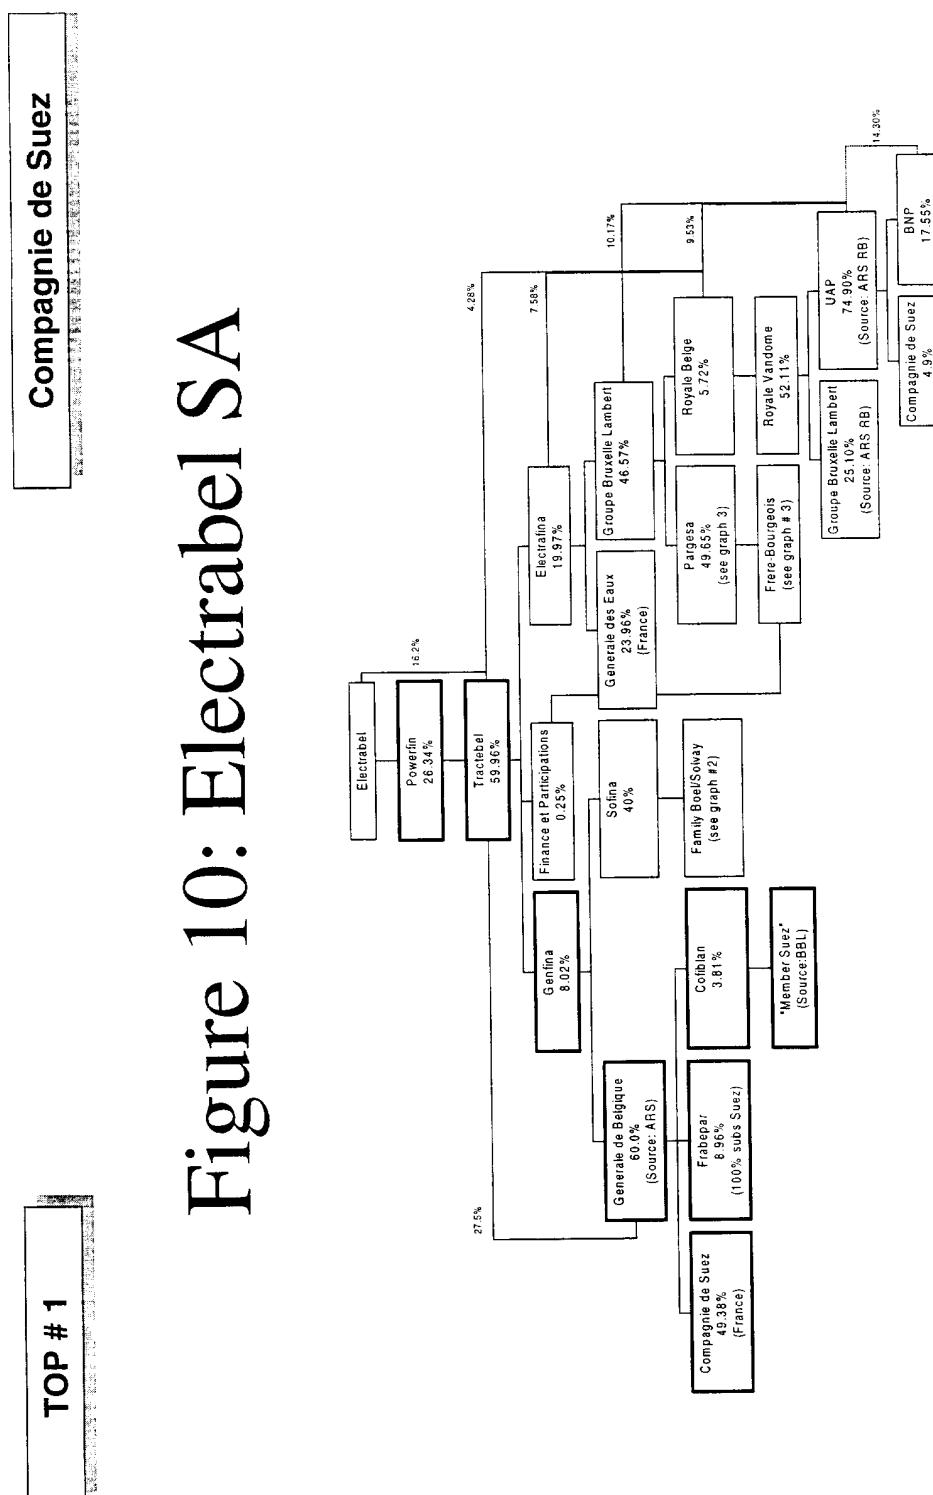 TOP # 1
Compagnie de Suez
Figure 10: Electrabel SA
Electrabel
16.2%
Powerfin
26.34%
Tractebel
59.96%
27.5%
4.28%
Genfina
8.02%
Finance et Participations
0.25%
Electrafina
19.97%
7.58%
Generale de Belgique
60.0%
(Source: ARS)
Sofina
40%
Generale des Eaux
23.96%
(France)
Groupe Bruxelle Lambert
46.57%
10.17%
Compagnie de Suez
49.38%
(France)
Frabepar
8.96%
(100% subs Suez)
Cofiblan
3.81%
Family Boel/Solvay
(see graph #2)
Pargesa
49.65%
(see graph 3)
Royale Belge
5.72%
9.53%
"Member Suez"
(Source:BBL)
Frere-Bourgeois
(see graph # 3)
Royale Vandome
52.11%
Groupe Bruxelle Lambert
25.10%
(Source: ARS RB)
UAP
74.90%
(Source: ARS RB)
14.30%
Compagnie de Suez
4.9%
BNP
17.55%